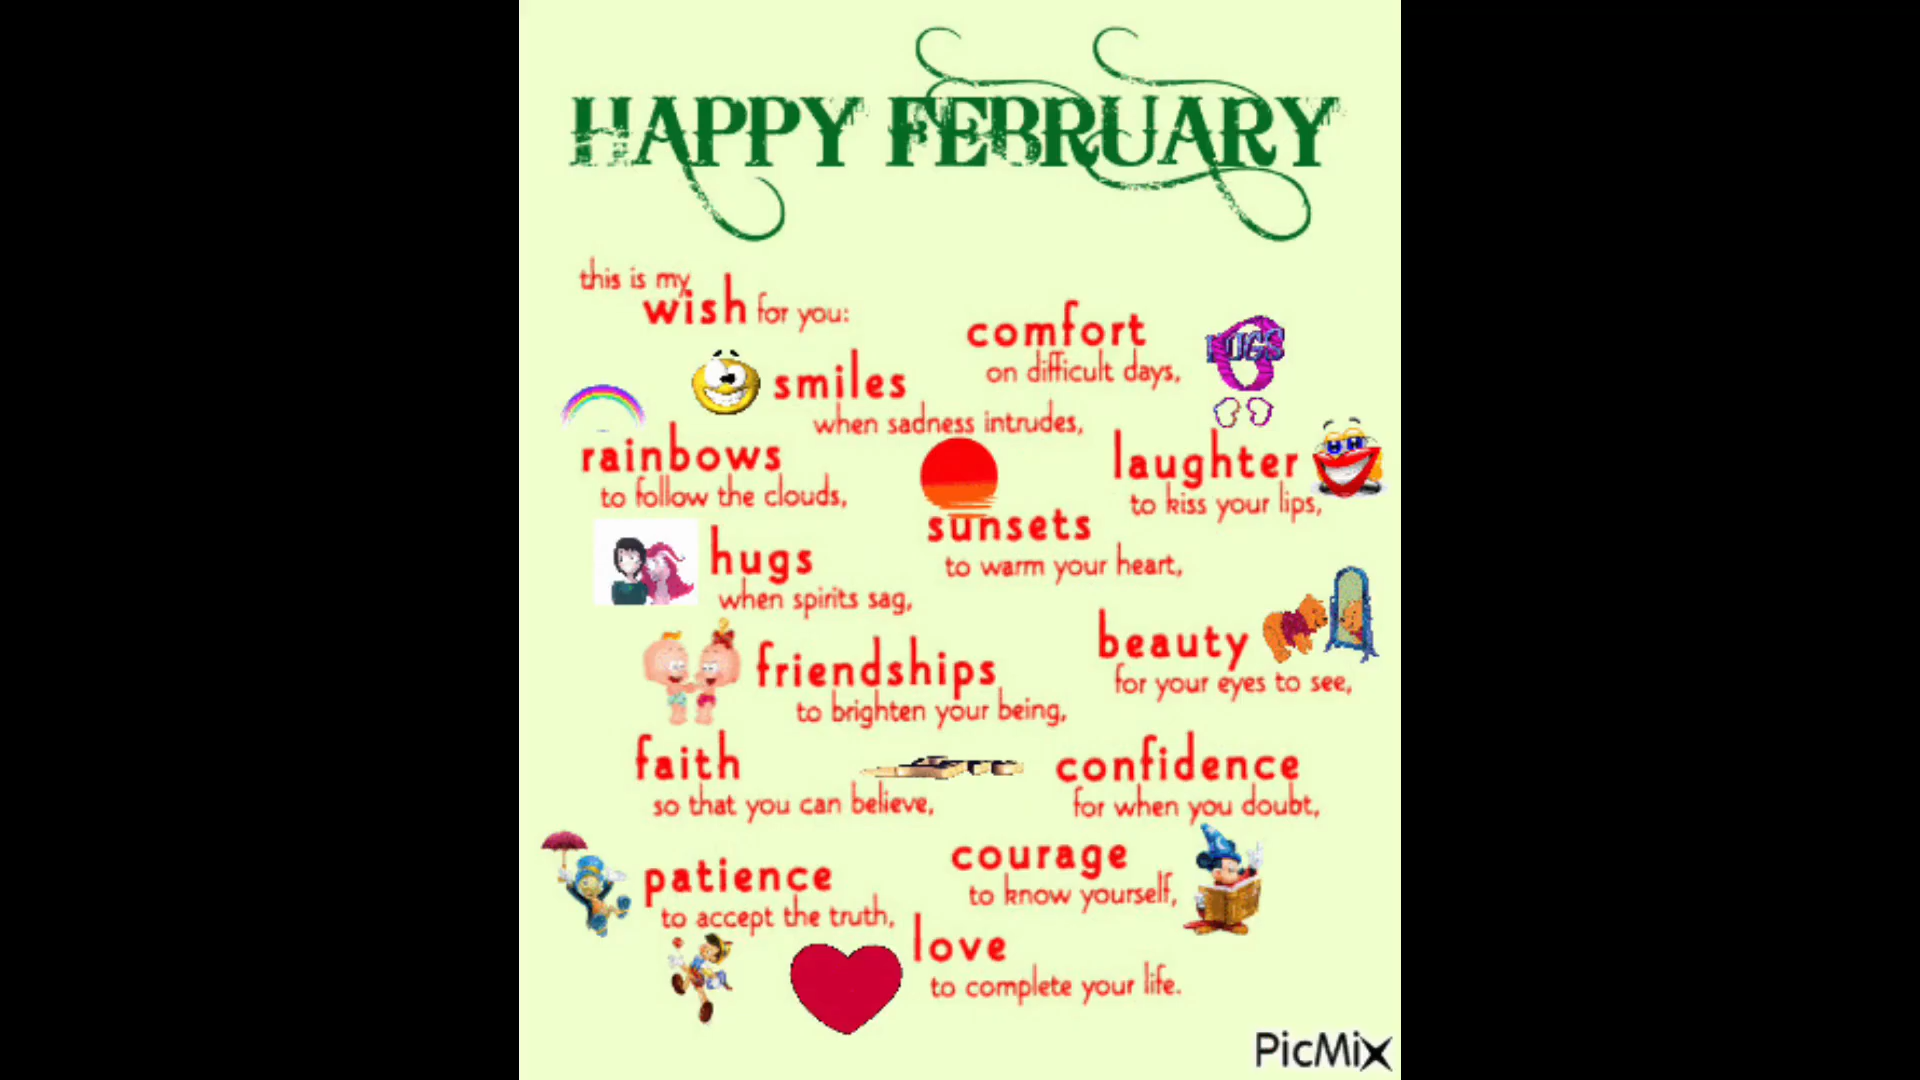 HAPPY FEBRUARY
this is my
wish for you:
comfort
on difficult days,
HUGS
smiles
when sadness intrudes,
rainbows
to follow the clouds,
laughter
to kiss your lips,
sunsets
to warm your heart,
hugs
when spirits sag,
beauty
for your eyes to see,
friendships
to brighten your being,
faith
so that you can believe,
confidence
for when you doubt,
courage
to know yourself,
patience
to accept the truth,
love
to complete your life.
PicMix